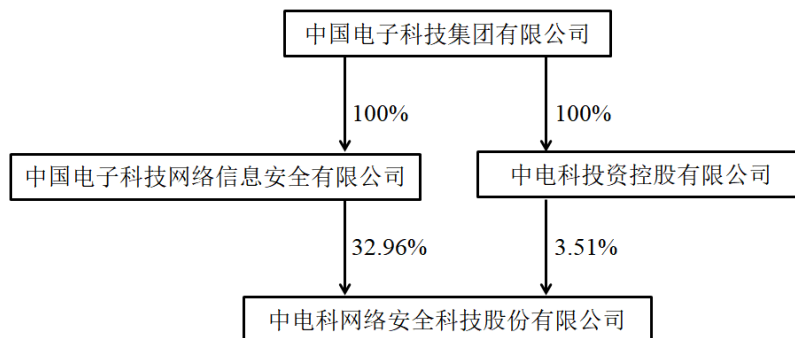 中国电子科技集团有限公司
100%
100%
中国电子科技网络信息安全有限公司
中电科投资控股有限公司
32.96%
3.51%
中电科网络安全科技股份有限公司